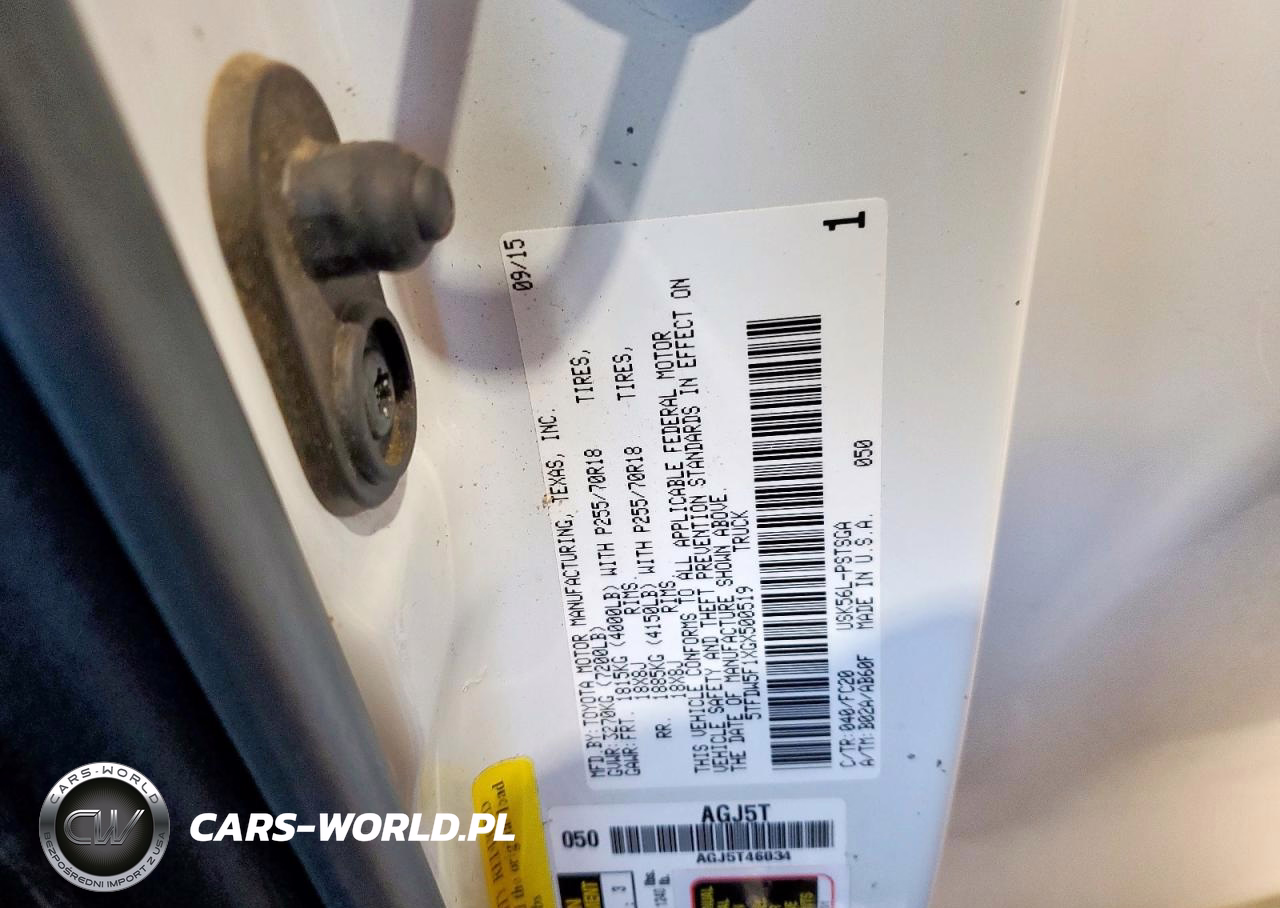 09/15
1
MFD.BY:TOYOTA MOTOR MANUFACTURING, TEXAS, INC.
GVWR:3270KG (7200LB)
GAWR:FRT. 1815KG (4000LB) WITH P255/70R18 TIRES,
18X8J RIMS.
RR. 1885KG (4150LB) WITH P255/70R18 TIRES,
18X8J RIMS.
THIS VEHICLE CONFORMS TO ALL APPLICABLE FEDERAL MOTOR
VEHICLE SAFETY AND THEFT PREVENTION STANDARDS IN EFFECT ON
THE DATE OF MANUFACTURE SHOWN ABOVE.
5TFDW5F1XGX500519 TRUCK
C/TR:040/FC20 USK56L-PSTSGA 050
A/TM:B02A/AB60F MADE IN U.S.A.
AGJ5T
050
AGJ5T46034
CARS-WORLD
CW
BEZPOŚREDNI IMPORT Z USA
CARS-WORLD.PL